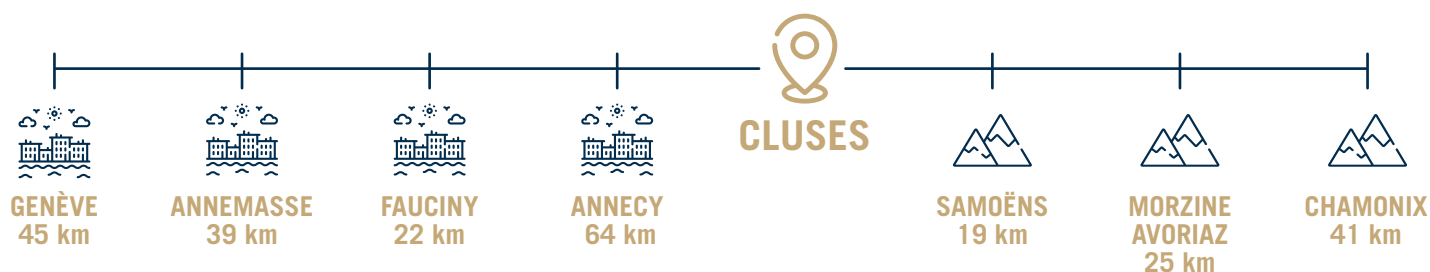 CLUSES
GENÈVE
45 km
ANNEMASSE
39 km
FAUCINY
22 km
ANNECY
64 km
SAMOËNS
19 km
MORZINE
AVORIAZ
25 km
CHAMONIX
41 km